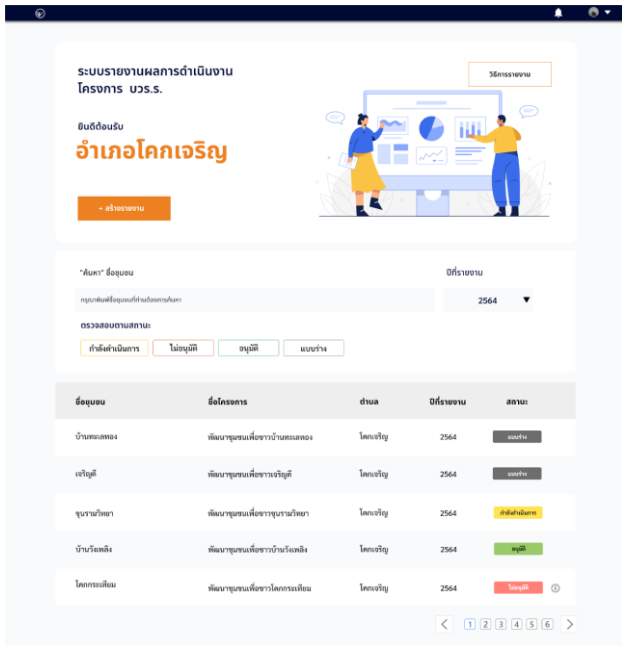 ระบบรายงานผลการดำเนินงาน
โครงการ บวร.ร.
วิธีการรายงาน
ยินดีต้อนรับ
อำเภอโคกเจริญ
+ สร้างรายงาน
"ค้นหา" ชื่อชุมชน
ปีที่รายงาน
กรุณาพิมพ์ชื่อชุมชนที่ท่านต้องการค้นหา
2564
ตรวจสอบตามสถานะ
กำลังดำเนินการ ไม่อนุมัติ อนุมัติ แบบร่าง
ชื่อชุมชน ชื่อโครงการ ตำบล ปีที่รายงาน สถานะ
บ้านทะเลทอง พัฒนาชุมชนเพื่อชาวบ้านทะเลทอง โคกเจริญ 2564 แบบร่าง
เจริญดี พัฒนาชุมชนเพื่อชาวเจริญดี โคกเจริญ 2564 แบบร่าง
ขุนรามวิทยา พัฒนาชุมชนเพื่อชาวขุนรามวิทยา โคกเจริญ 2564 กำลังดำเนินการ
บ้านวังเพลิง พัฒนาชุมชนเพื่อชาวบ้านวังเพลิง โคกเจริญ 2564 อนุมัติ
โคกกระเทียม พัฒนาชุมชนเพื่อชาวโคกกระเทียม โคกเจริญ 2564 ไม่อนุมัติ
1 2 3 4 5 6